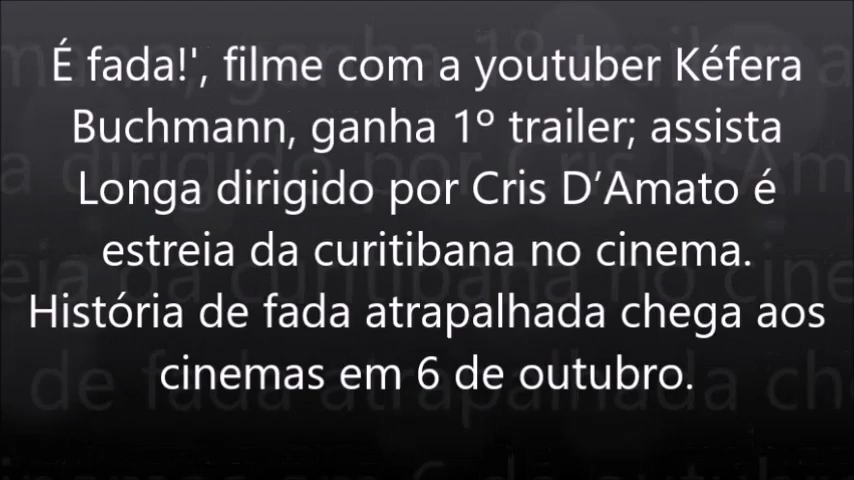 É fada!', filme com a youtuber Kéfera
Buchmann, ganha 1º trailer; assista
Longa dirigido por Cris D’Amato é
estreia da curitibana no cinema.
História de fada atrapalhada chega aos
cinemas em 6 de outubro.